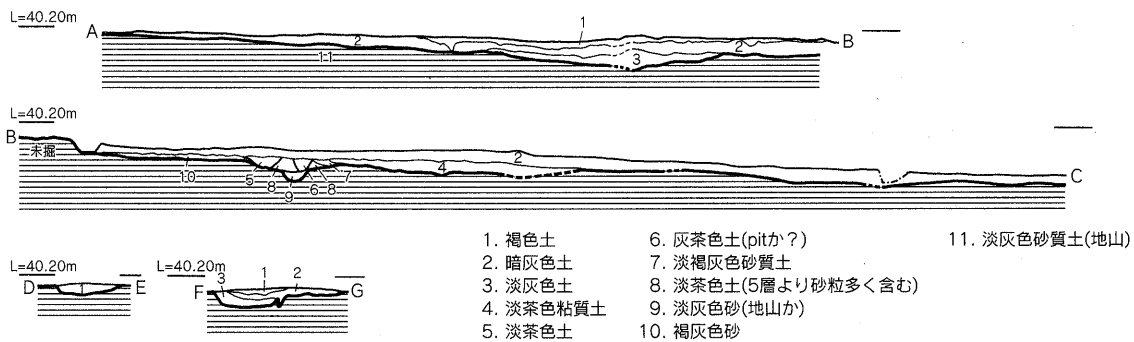 L=40.20m
A 2 11 1 3 2 B
L=40.20m
B 未掘 10 5 8 9 6 8 7 4 2 C
L=40.20m
D 1 E
L=40.20m
F 3 1 2 G
1. 褐色土
2. 暗灰色土
3. 淡灰色土
4. 淡茶色粘質土
5. 淡茶色土
6. 灰茶色土(pitか？)
7. 淡褐灰色砂質土
8. 淡茶色土(5層より砂粒多く含む)
9. 淡灰色砂(地山か)
10. 褐灰色砂
11. 淡灰色砂質土(地山)